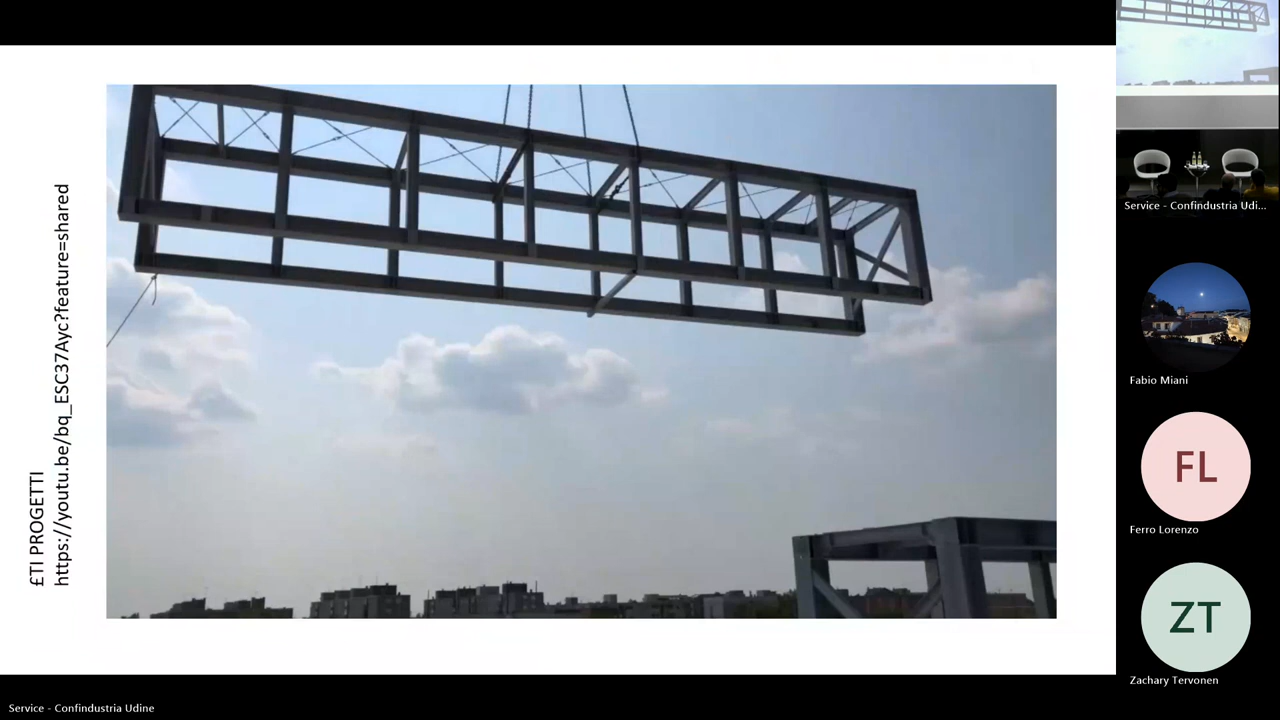 £TI PROGETTI
https://youtu.be/bq_ESC37Ayc?feature=shared
Service - Confindustria Udi...
Fabio Miani
FL
Ferro Lorenzo
ZT
Zachary Tervonen
Service - Confindustria Udine